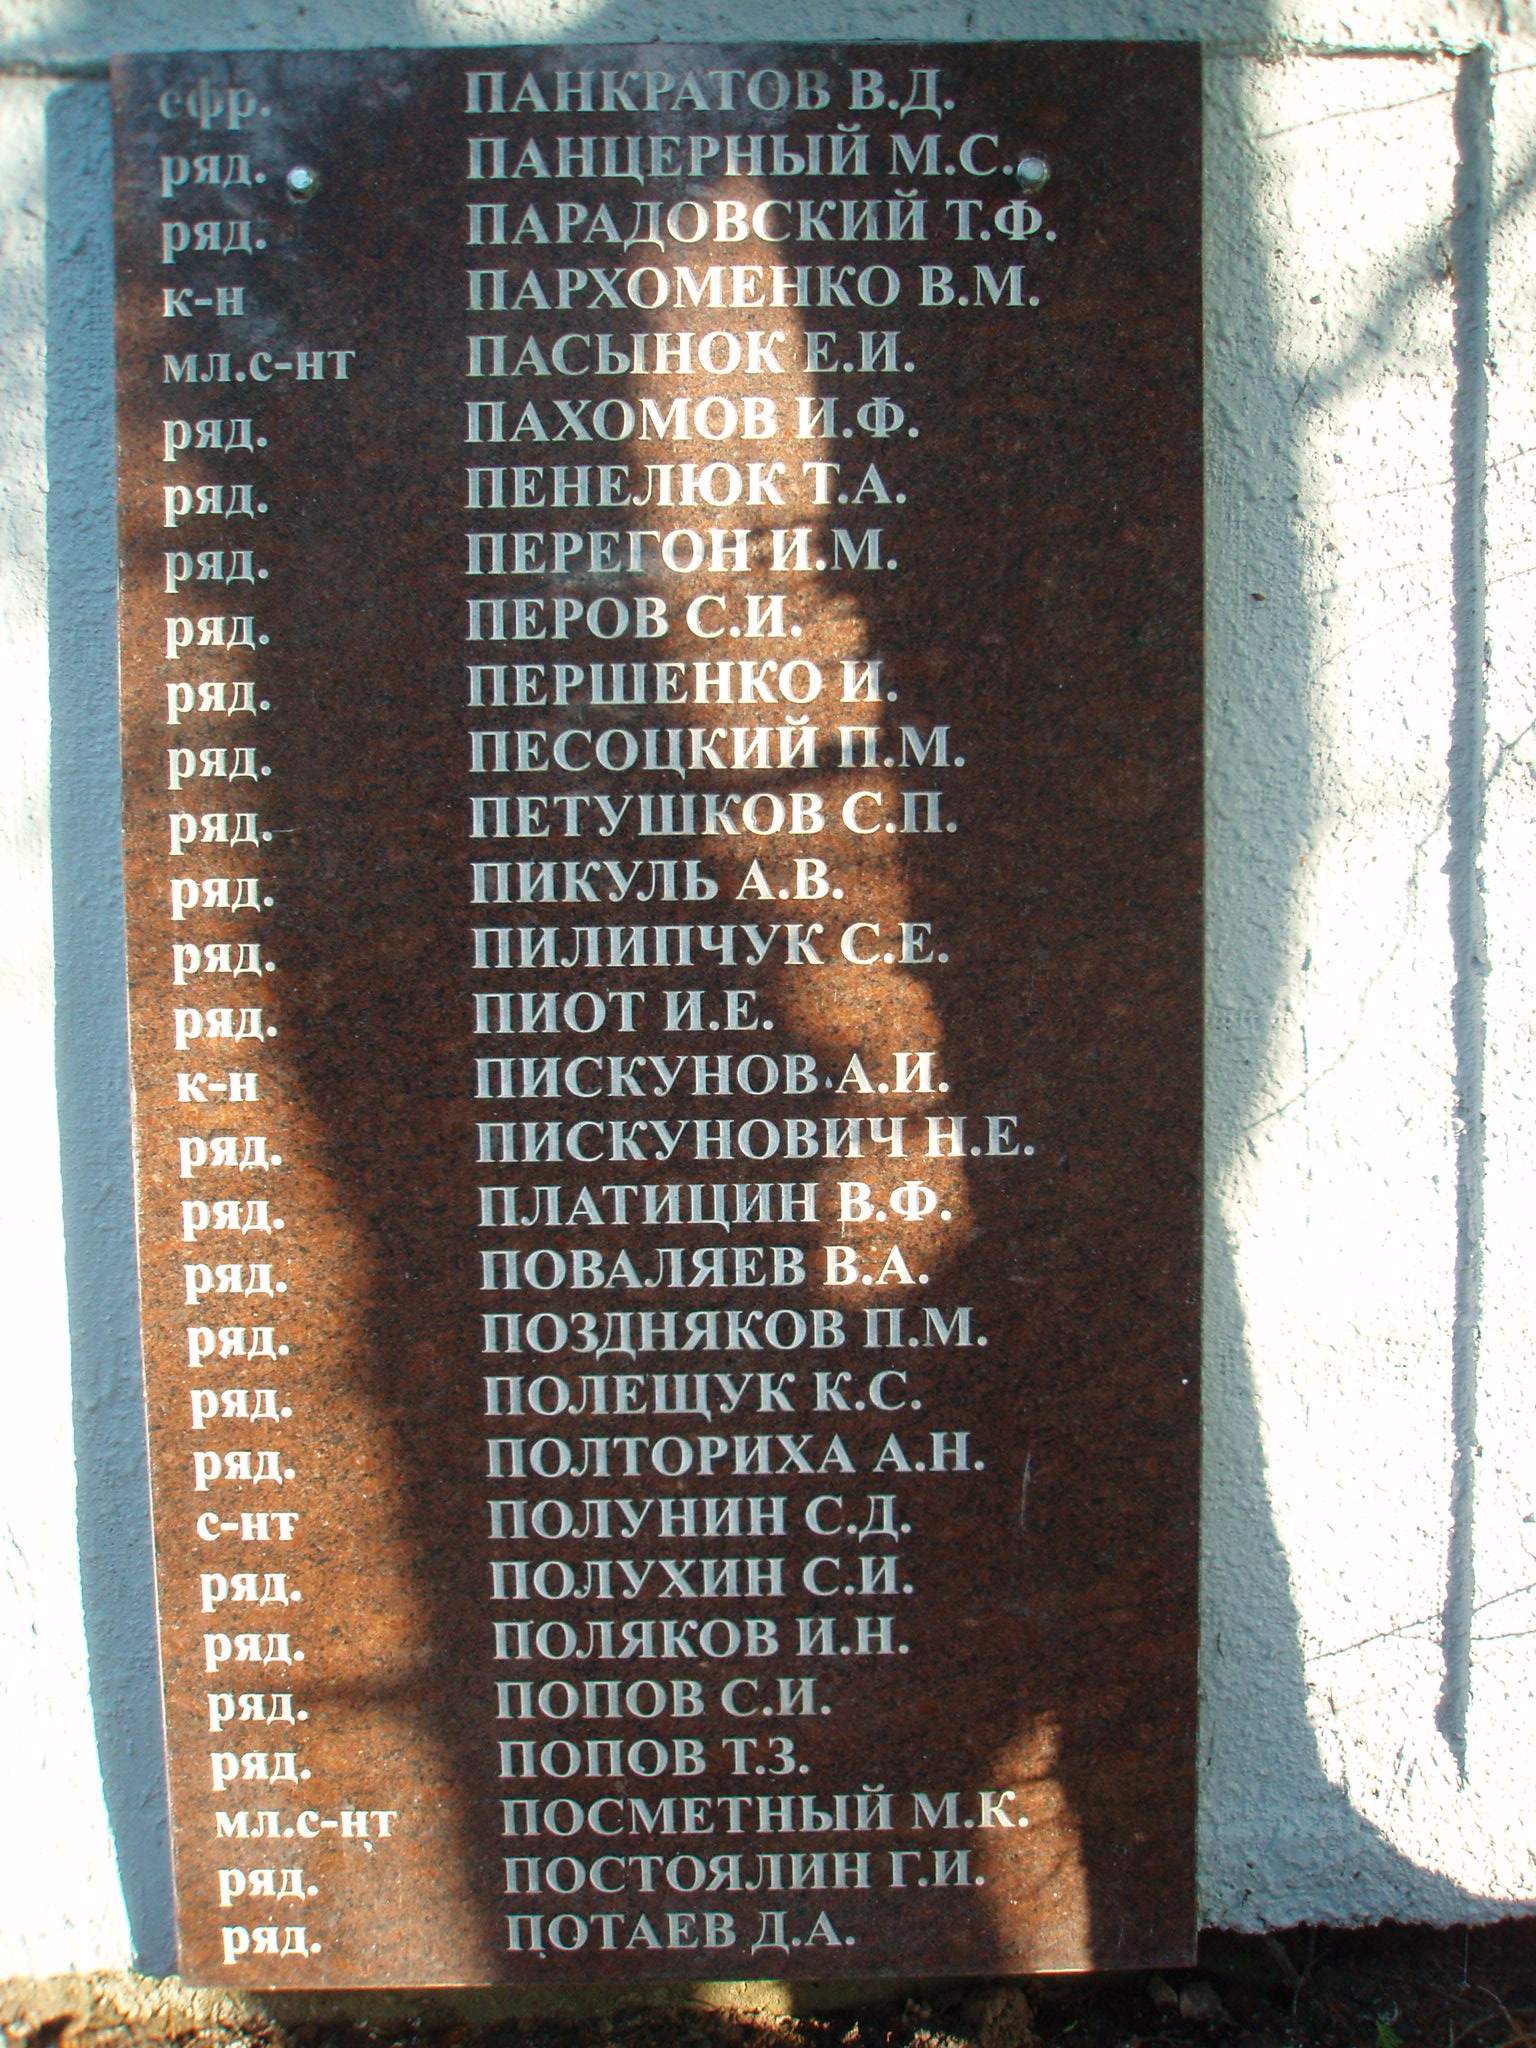 ефр. ПАНКРАТОВ В.Д.
ряд. ПАНЦЕРНЫЙ М.С.
ряд. ПАРАДОВСКИЙ Т.Ф.
к-н ПАРХОМЕНКО В.М.
мл.с-нт ПАСЫНОК Е.И.
ряд. ПАХОМОВ И.Ф.
ряд. ПЕНЕЛЮК Т.А.
ряд. ПЕРЕГОН И.М.
ряд. ПЕРОВ С.И.
ряд. ПЕРШЕНКО И.
ряд. ПЕСОЦКИЙ П.М.
ряд. ПЕТУШКОВ С.П.
ряд. ПИКУЛЬ А.В.
ряд. ПИЛИПЧУК С.Е.
ряд. ПИОТ И.Е.
к-н ПИСКУНОВ А.И.
ряд. ПИСКУНОВИЧ Н.Е.
ряд. ПЛАТИЦИН В.Ф.
ряд. ПОВАЛЯЕВ В.А.
ряд. ПОЗДНЯКОВ П.М.
ряд. ПОЛЕЩУК К.С.
ряд. ПОЛТОРИХА А.Н.
с-нт ПОЛУНИН С.Д.
ряд. ПОЛУХИН С.И.
ряд. ПОЛЯКОВ И.Н.
ряд. ПОПОВ С.И.
ряд. ПОПОВ Т.З.
мл.с-нт ПОСМЕТНЫЙ М.К.
ряд. ПОСТОЯЛИН Г.И.
ряд. ПОТАЕВ Д.А.